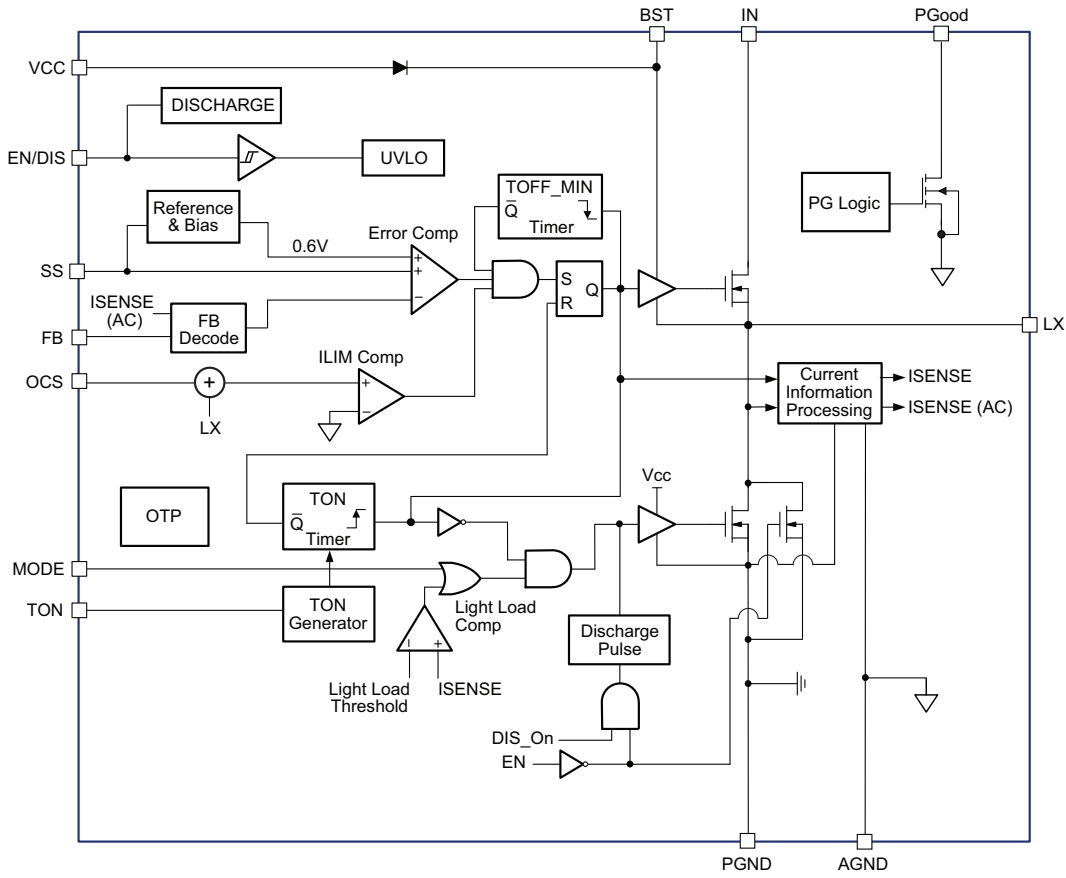 BST
IN
PGood
VCC
DISCHARGE
EN/DIS
UVLO
TOFF_MIN
Q̅
Timer
PG Logic
Reference
& Bias
Error Comp
0.6V
+
+
−
SS
S
R
Q
ISENSE
(AC)
FB
Decode
FB
LX
ILIM Comp
OCS
+
+
−
LX
Current
Information
Processing
ISENSE
ISENSE (AC)
Vcc
OTP
TON
Q̅
Timer
MODE
TON
TON
Generator
Light Load
Comp
−
+
Light Load
Threshold
ISENSE
Discharge
Pulse
DIS_On
EN
PGND
AGND